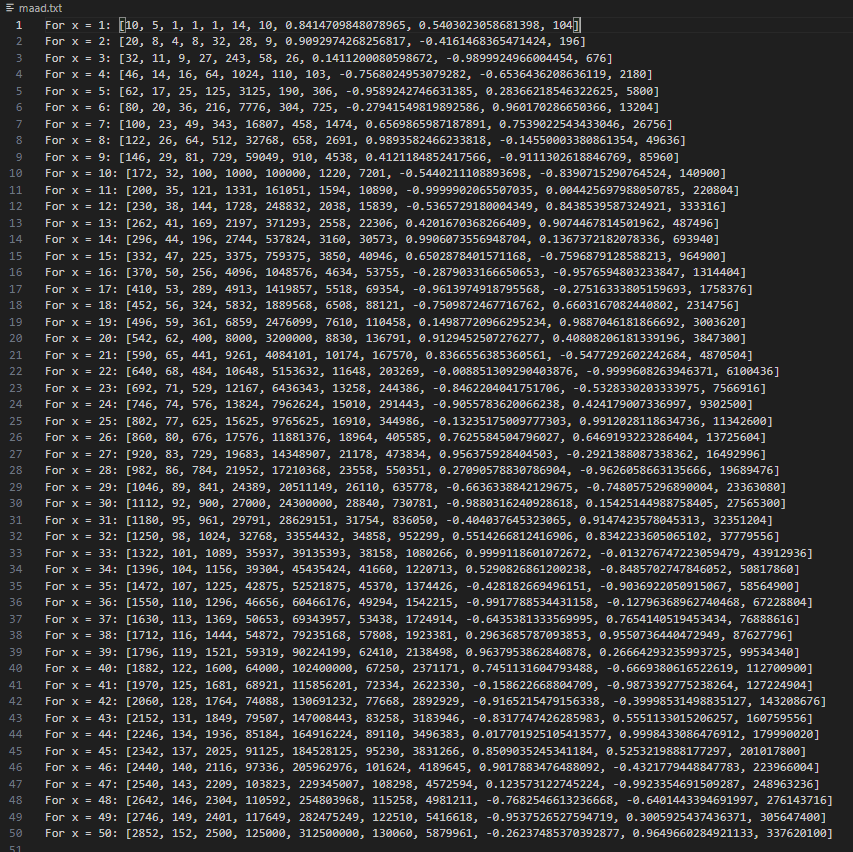 maad.txt
1 For x = 1: [10, 5, 1, 1, 1, 14, 10, 0.8414709848078965, 0.5403023058681398, 104]
2 For x = 2: [20, 8, 4, 8, 32, 28, 9, 0.9092974268256817, -0.4161468365471424, 196]
3 For x = 3: [32, 11, 9, 27, 243, 58, 26, 0.1411200080598672, -0.9899924966004454, 676]
4 For x = 4: [46, 14, 16, 64, 1024, 110, 103, -0.7568024953079282, -0.6536436208636119, 2180]
5 For x = 5: [62, 17, 25, 125, 3125, 190, 306, -0.9589242746631385, 0.28366218546322625, 5800]
6 For x = 6: [80, 20, 36, 216, 7776, 304, 725, -0.27941549819892586, 0.960170286650366, 13204]
7 For x = 7: [100, 23, 49, 343, 16807, 458, 1474, 0.6569865987187891, 0.7539022543433046, 26756]
8 For x = 8: [122, 26, 64, 512, 32768, 658, 2691, 0.9893582466233818, -0.14550003380861354, 49636]
9 For x = 9: [146, 29, 81, 729, 59049, 910, 4538, 0.4121184852417566, -0.9111302618846769, 85960]
10 For x = 10: [172, 32, 100, 1000, 100000, 1220, 7201, -0.5440211108893698, -0.8390715290764524, 140900]
11 For x = 11: [200, 35, 121, 1331, 161051, 1594, 10890, -0.9999902065507035, 0.004425697988050785, 220804]
12 For x = 12: [230, 38, 144, 1728, 248832, 2038, 15839, -0.5365729180004349, 0.8438539587324921, 333316]
13 For x = 13: [262, 41, 169, 2197, 371293, 2558, 22306, 0.4201670368266409, 0.9074467814501962, 487496]
14 For x = 14: [296, 44, 196, 2744, 537824, 3160, 30573, 0.9906073556948704, 0.1367372182078336, 693940]
15 For x = 15: [332, 47, 225, 3375, 759375, 3850, 40946, 0.6502878401571168, -0.7596879128588213, 964900]
16 For x = 16: [370, 50, 256, 4096, 1048576, 4634, 53755, -0.2879033166650653, -0.9576594803233847, 1314404]
17 For x = 17: [410, 53, 289, 4913, 1419857, 5518, 69354, -0.9613974918795568, -0.27516333805159693, 1758376]
18 For x = 18: [452, 56, 324, 5832, 1889568, 6508, 88121, -0.7509872467716762, 0.6603167082440802, 2314756]
19 For x = 19: [496, 59, 361, 6859, 2476099, 7610, 110458, 0.14987720966295234, 0.9887046181866692, 3003620]
20 For x = 20: [542, 62, 400, 8000, 3200000, 8830, 136791, 0.9129452507276277, 0.40808206181339196, 3847300]
21 For x = 21: [590, 65, 441, 9261, 4084101, 10174, 167570, 0.8366556385360561, -0.5477292602242684, 4870504]
22 For x = 22: [640, 68, 484, 10648, 5153632, 11648, 203269, -0.008851309290403876, -0.9999608263946371, 6100436]
23 For x = 23: [692, 71, 529, 12167, 6436343, 13258, 244386, -0.8462204041751706, -0.5328330203333975, 7566916]
24 For x = 24: [746, 74, 576, 13824, 7962624, 15010, 291443, -0.9055783620066238, 0.424179007336997, 9302500]
25 For x = 25: [802, 77, 625, 15625, 9765625, 16910, 344986, -0.13235175009777303, 0.9912028118634736, 11342600]
26 For x = 26: [860, 80, 676, 17576, 11881376, 18964, 405585, 0.7625584504796027, 0.6469193223286404, 13725604]
27 For x = 27: [920, 83, 729, 19683, 14348907, 21178, 473834, 0.956375928404503, -0.2921388087338362, 16492996]
28 For x = 28: [982, 86, 784, 21952, 17210368, 23558, 550351, 0.27090578830786904, -0.9626058663135666, 19689476]
29 For x = 29: [1046, 89, 841, 24389, 20511149, 26110, 635778, -0.6636338842129675, -0.7480575296890004, 23363080]
30 For x = 30: [1112, 92, 900, 27000, 24300000, 28840, 730781, -0.9880316240928618, 0.15425144988758405, 27565300]
31 For x = 31: [1180, 95, 961, 29791, 28629151, 31754, 836050, -0.404037645323065, 0.9147423578045313, 32351204]
32 For x = 32: [1250, 98, 1024, 32768, 33554432, 34858, 952299, 0.5514266812416906, 0.8342233605065102, 37779556]
33 For x = 33: [1322, 101, 1089, 35937, 39135393, 38158, 1080266, 0.9999118601072672, -0.013276747223059479, 43912936]
34 For x = 34: [1396, 104, 1156, 39304, 45435424, 41660, 1220713, 0.5290826861200238, -0.8485702747846052, 50817860]
35 For x = 35: [1472, 107, 1225, 42875, 52521875, 45370, 1374426, -0.428182669496151, -0.9036922050915067, 58564900]
36 For x = 36: [1550, 110, 1296, 46656, 60466176, 49294, 1542215, -0.9917788534431158, -0.12796368962740468, 67228804]
37 For x = 37: [1630, 113, 1369, 50653, 69343957, 53438, 1724914, -0.6435381333569995, 0.7654140519453434, 76888616]
38 For x = 38: [1712, 116, 1444, 54872, 79235168, 57808, 1923381, 0.2963685787093853, 0.9550736440472949, 87627796]
39 For x = 39: [1796, 119, 1521, 59319, 90224199, 62410, 2138498, 0.9637953862840878, 0.26664293235993725, 99534340]
40 For x = 40: [1882, 122, 1600, 64000, 102400000, 67250, 2371171, 0.7451131604793488, -0.6669380616522619, 112700900]
41 For x = 41: [1970, 125, 1681, 68921, 115856201, 72334, 2622330, -0.158622668804709, -0.9873392775238264, 127224904]
42 For x = 42: [2060, 128, 1764, 74088, 130691232, 77668, 2892929, -0.9165215479156338, -0.39998531498835127, 143208676]
43 For x = 43: [2152, 131, 1849, 79507, 147008443, 83258, 3183946, -0.8317747426285983, 0.5551133015206257, 160759556]
44 For x = 44: [2246, 134, 1936, 85184, 164916224, 89110, 3496383, 0.017701925105413577, 0.9998433086476912, 179990020]
45 For x = 45: [2342, 137, 2025, 91125, 184528125, 95230, 3831266, 0.8509035245341184, 0.5253219888177297, 201017800]
46 For x = 46: [2440, 140, 2116, 97336, 205962976, 101624, 4189645, 0.9017883476488092, -0.4321779448847783, 223966004]
47 For x = 47: [2540, 143, 2209, 103823, 229345007, 108298, 4572594, 0.123573122745224, -0.9923354691509287, 248963236]
48 For x = 48: [2642, 146, 2304, 110592, 254803968, 115258, 4981211, -0.7682546613236668, -0.6401443394691997, 276143716]
49 For x = 49: [2746, 149, 2401, 117649, 282475249, 122510, 5416618, -0.9537526527594719, 0.3005925437436371, 305647400]
50 For x = 50: [2852, 152, 2500, 125000, 312500000, 130060, 5879961, -0.26237485370392877, 0.9649660284921133, 337620100]
51